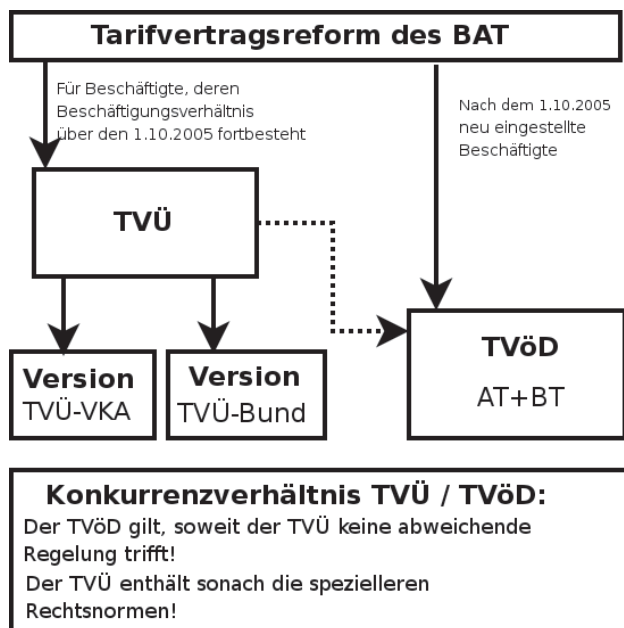 Tarifvertragsreform des BAT
Für Beschäftigte, deren
Beschäftigungsverhältnis
über den 1.10.2005 fortbesteht
Nach dem 1.10.2005
neu eingestellte
Beschäftigte
TVÜ
Version
TVÜ-VKA
Version
TVÜ-Bund
TVöD
AT+BT
Konkurrenzverhältnis TVÜ / TVöD:
Der TVöD gilt, soweit der TVÜ keine abweichende
Regelung trifft!
Der TVÜ enthält sonach die spezielleren
Rechtsnormen!